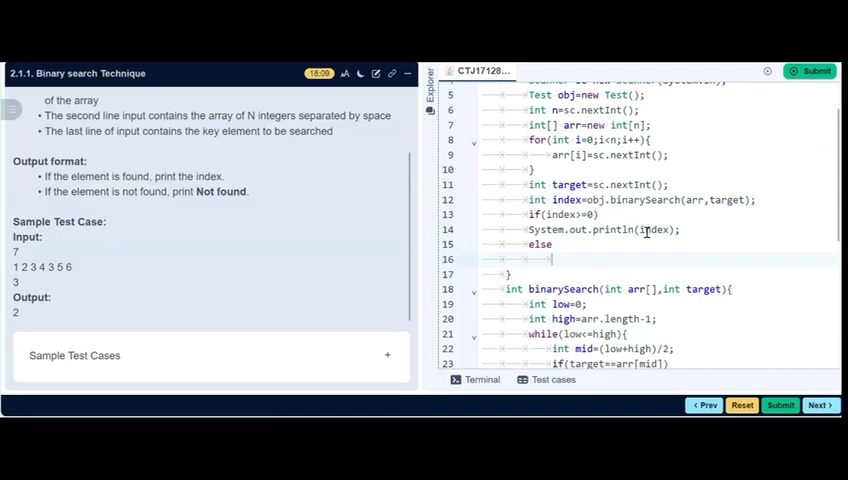 2.1.1. Binary search Technique
18:09
of the array
• The second line input contains the array of N integers separated by space
• The last line of input contains the key element to be searched
Output format:
• If the element is found, print the index.
• If the element is not found, print Not found.
Sample Test Case:
Input:
7
1 2 3 4 3 5 6
3
Output:
2
Sample Test Cases
+
Explorer
CTJ17128...
Submit
5 Test obj=new Test();
6 int n=sc.nextInt();
7 int[] arr=new int[n];
8 for(int i=0;i<n;i++){
9 arr[i]=sc.nextInt();
10 }
11 int target=sc.nextInt();
12 int index=obj.binarySearch(arr,target);
13 if(index>=0)
14 System.out.println(index);
15 else
16
17 }
18 int binarySearch(int arr[],int target){
19 int low=0;
20 int high=arr.length-1;
21 while(low<=high){
22 int mid=(low+high)/2;
23 if(target==arr[mid])
Terminal
Test cases
< Prev
Reset
Submit
Next >